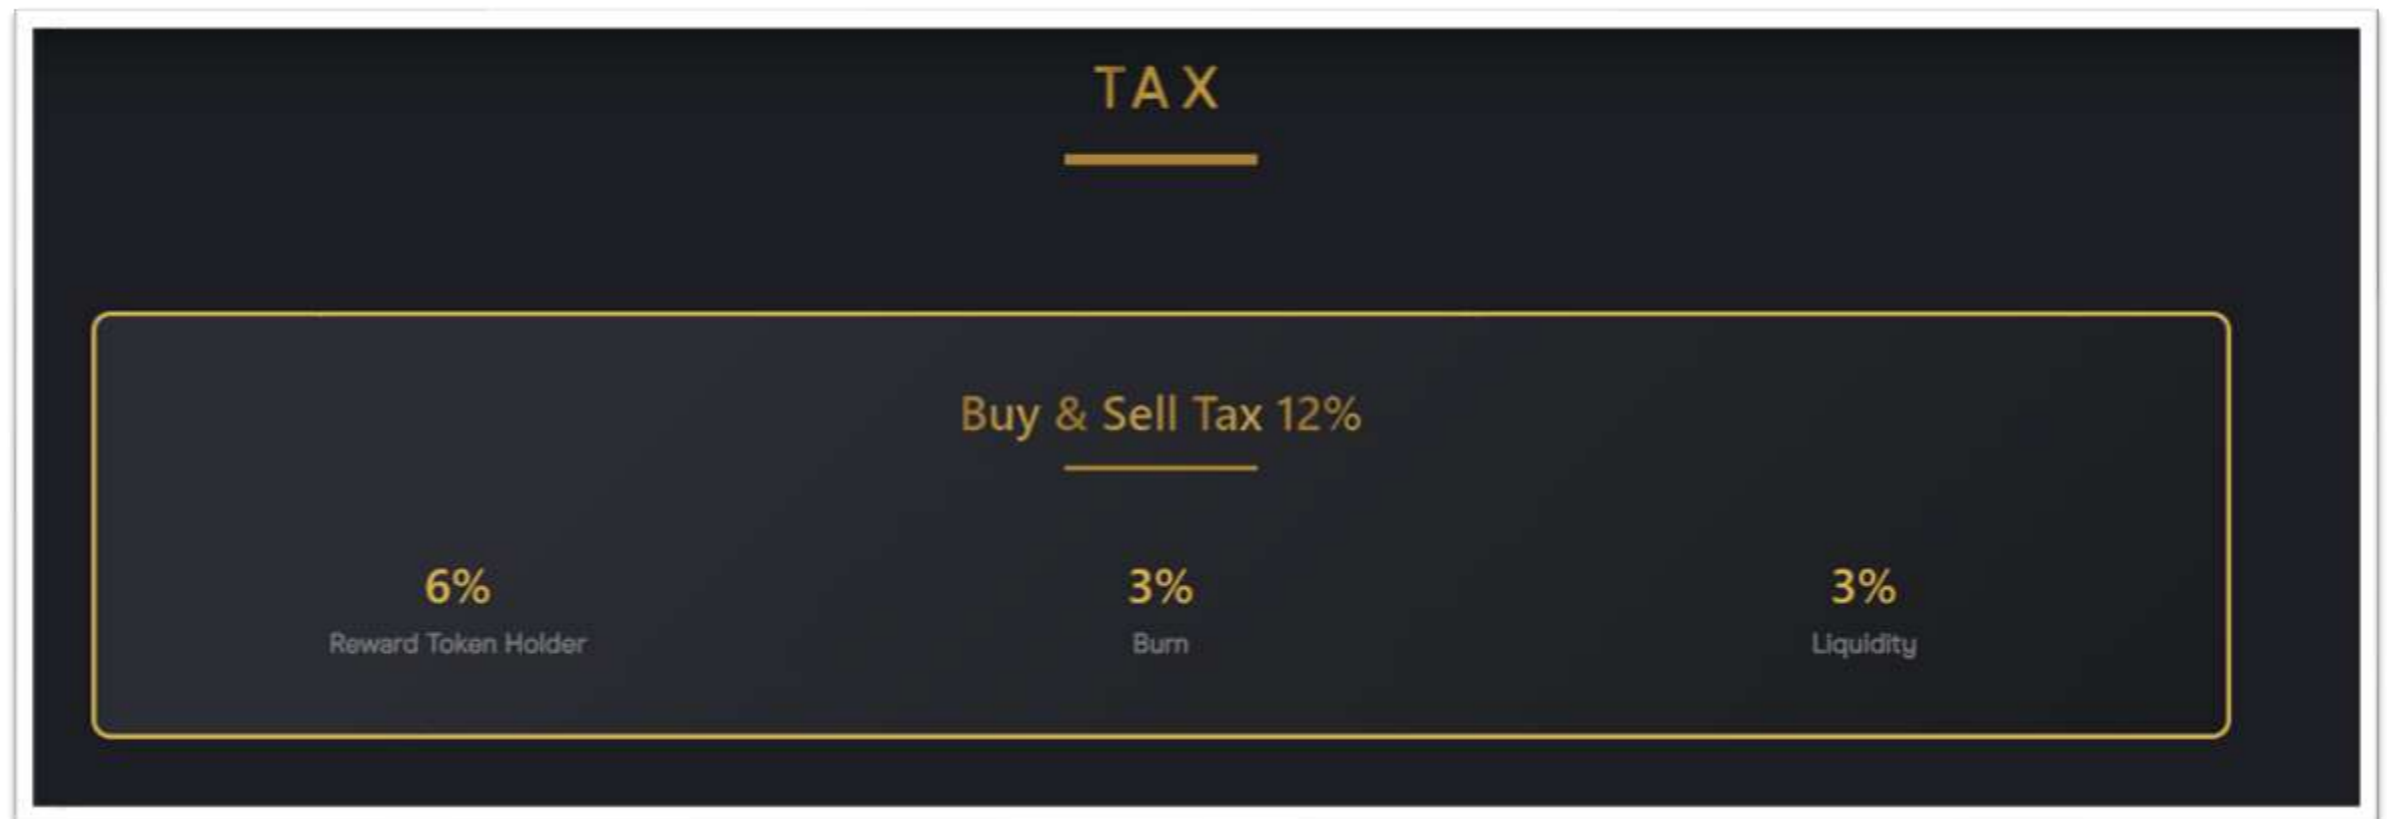 TAX
Buy & Sell Tax 12%
6% 3% 3%
Reward Token Holder Burn Liquidity